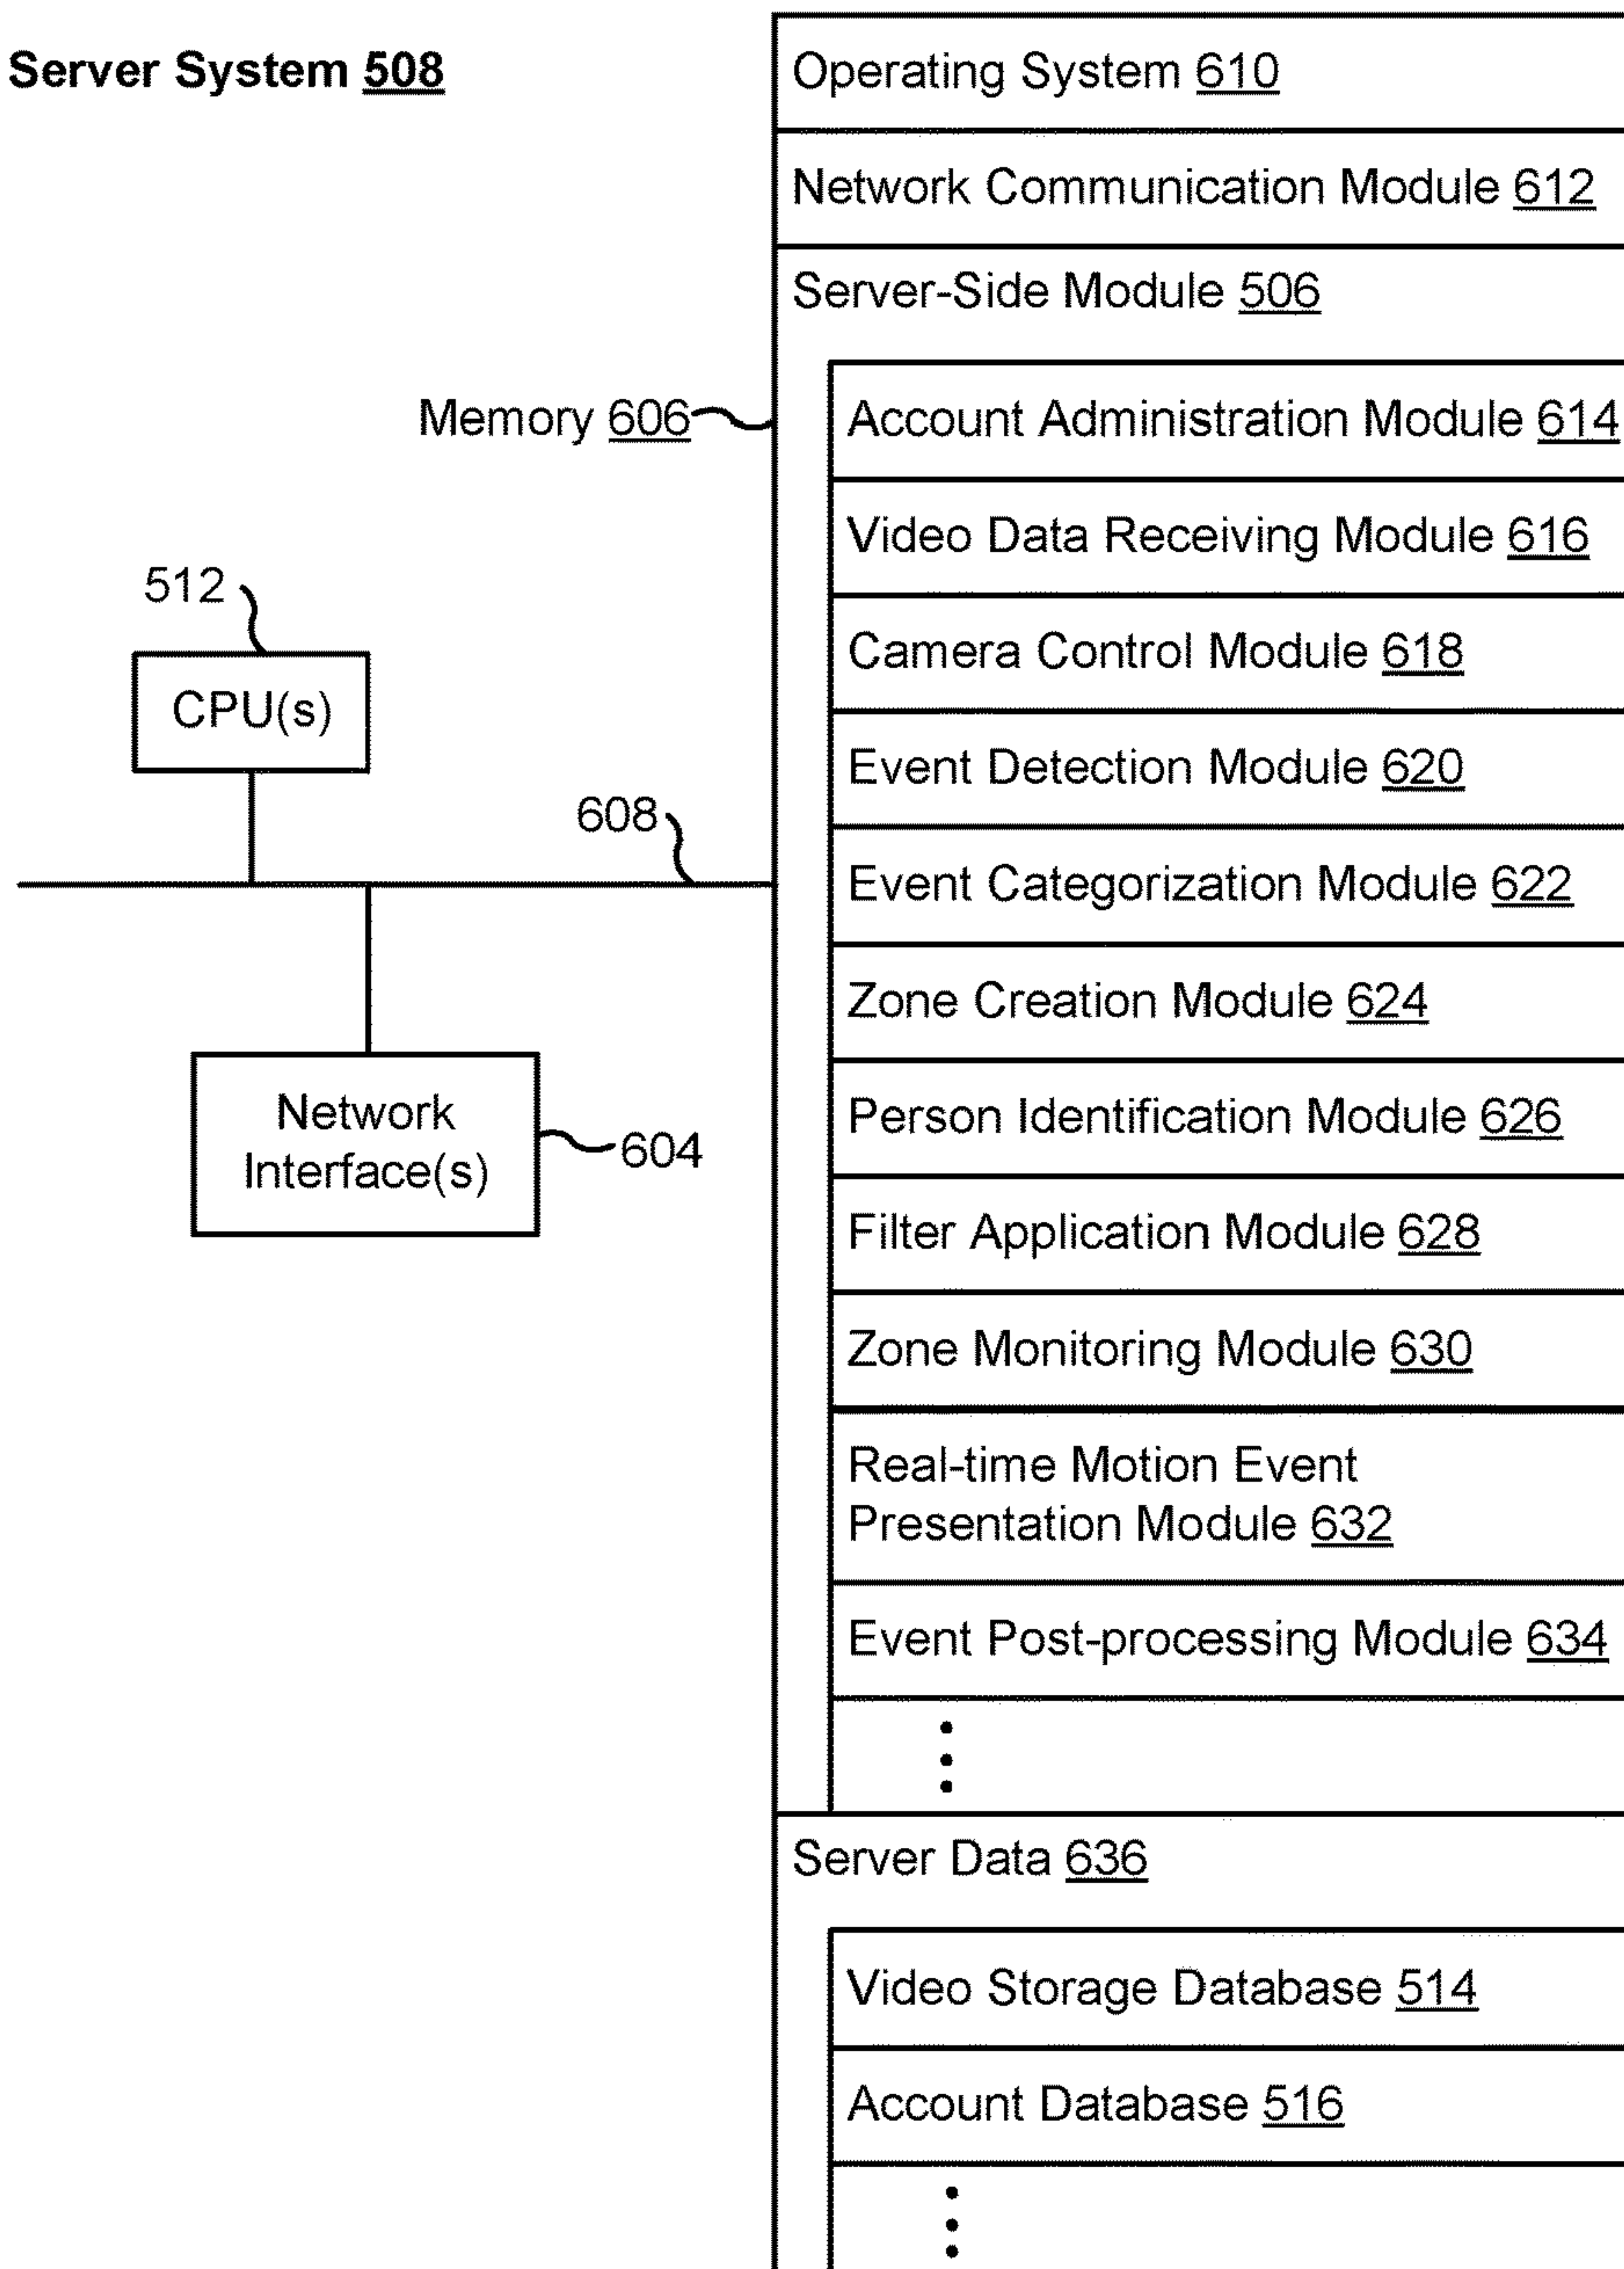 Server System 508
Operating System 610
Network Communication Module 612
Server-Side Module 506
Memory 606
Account Administration Module 614
Video Data Receiving Module 616
512
CPU(s)
Camera Control Module 618
Event Detection Module 620
608
Event Categorization Module 622
Zone Creation Module 624
Network
Interface(s)
604
Person Identification Module 626
Filter Application Module 628
Zone Monitoring Module 630
Real-time Motion Event
Presentation Module 632
Event Post-processing Module 634
Server Data 636
Video Storage Database 514
Account Database 516